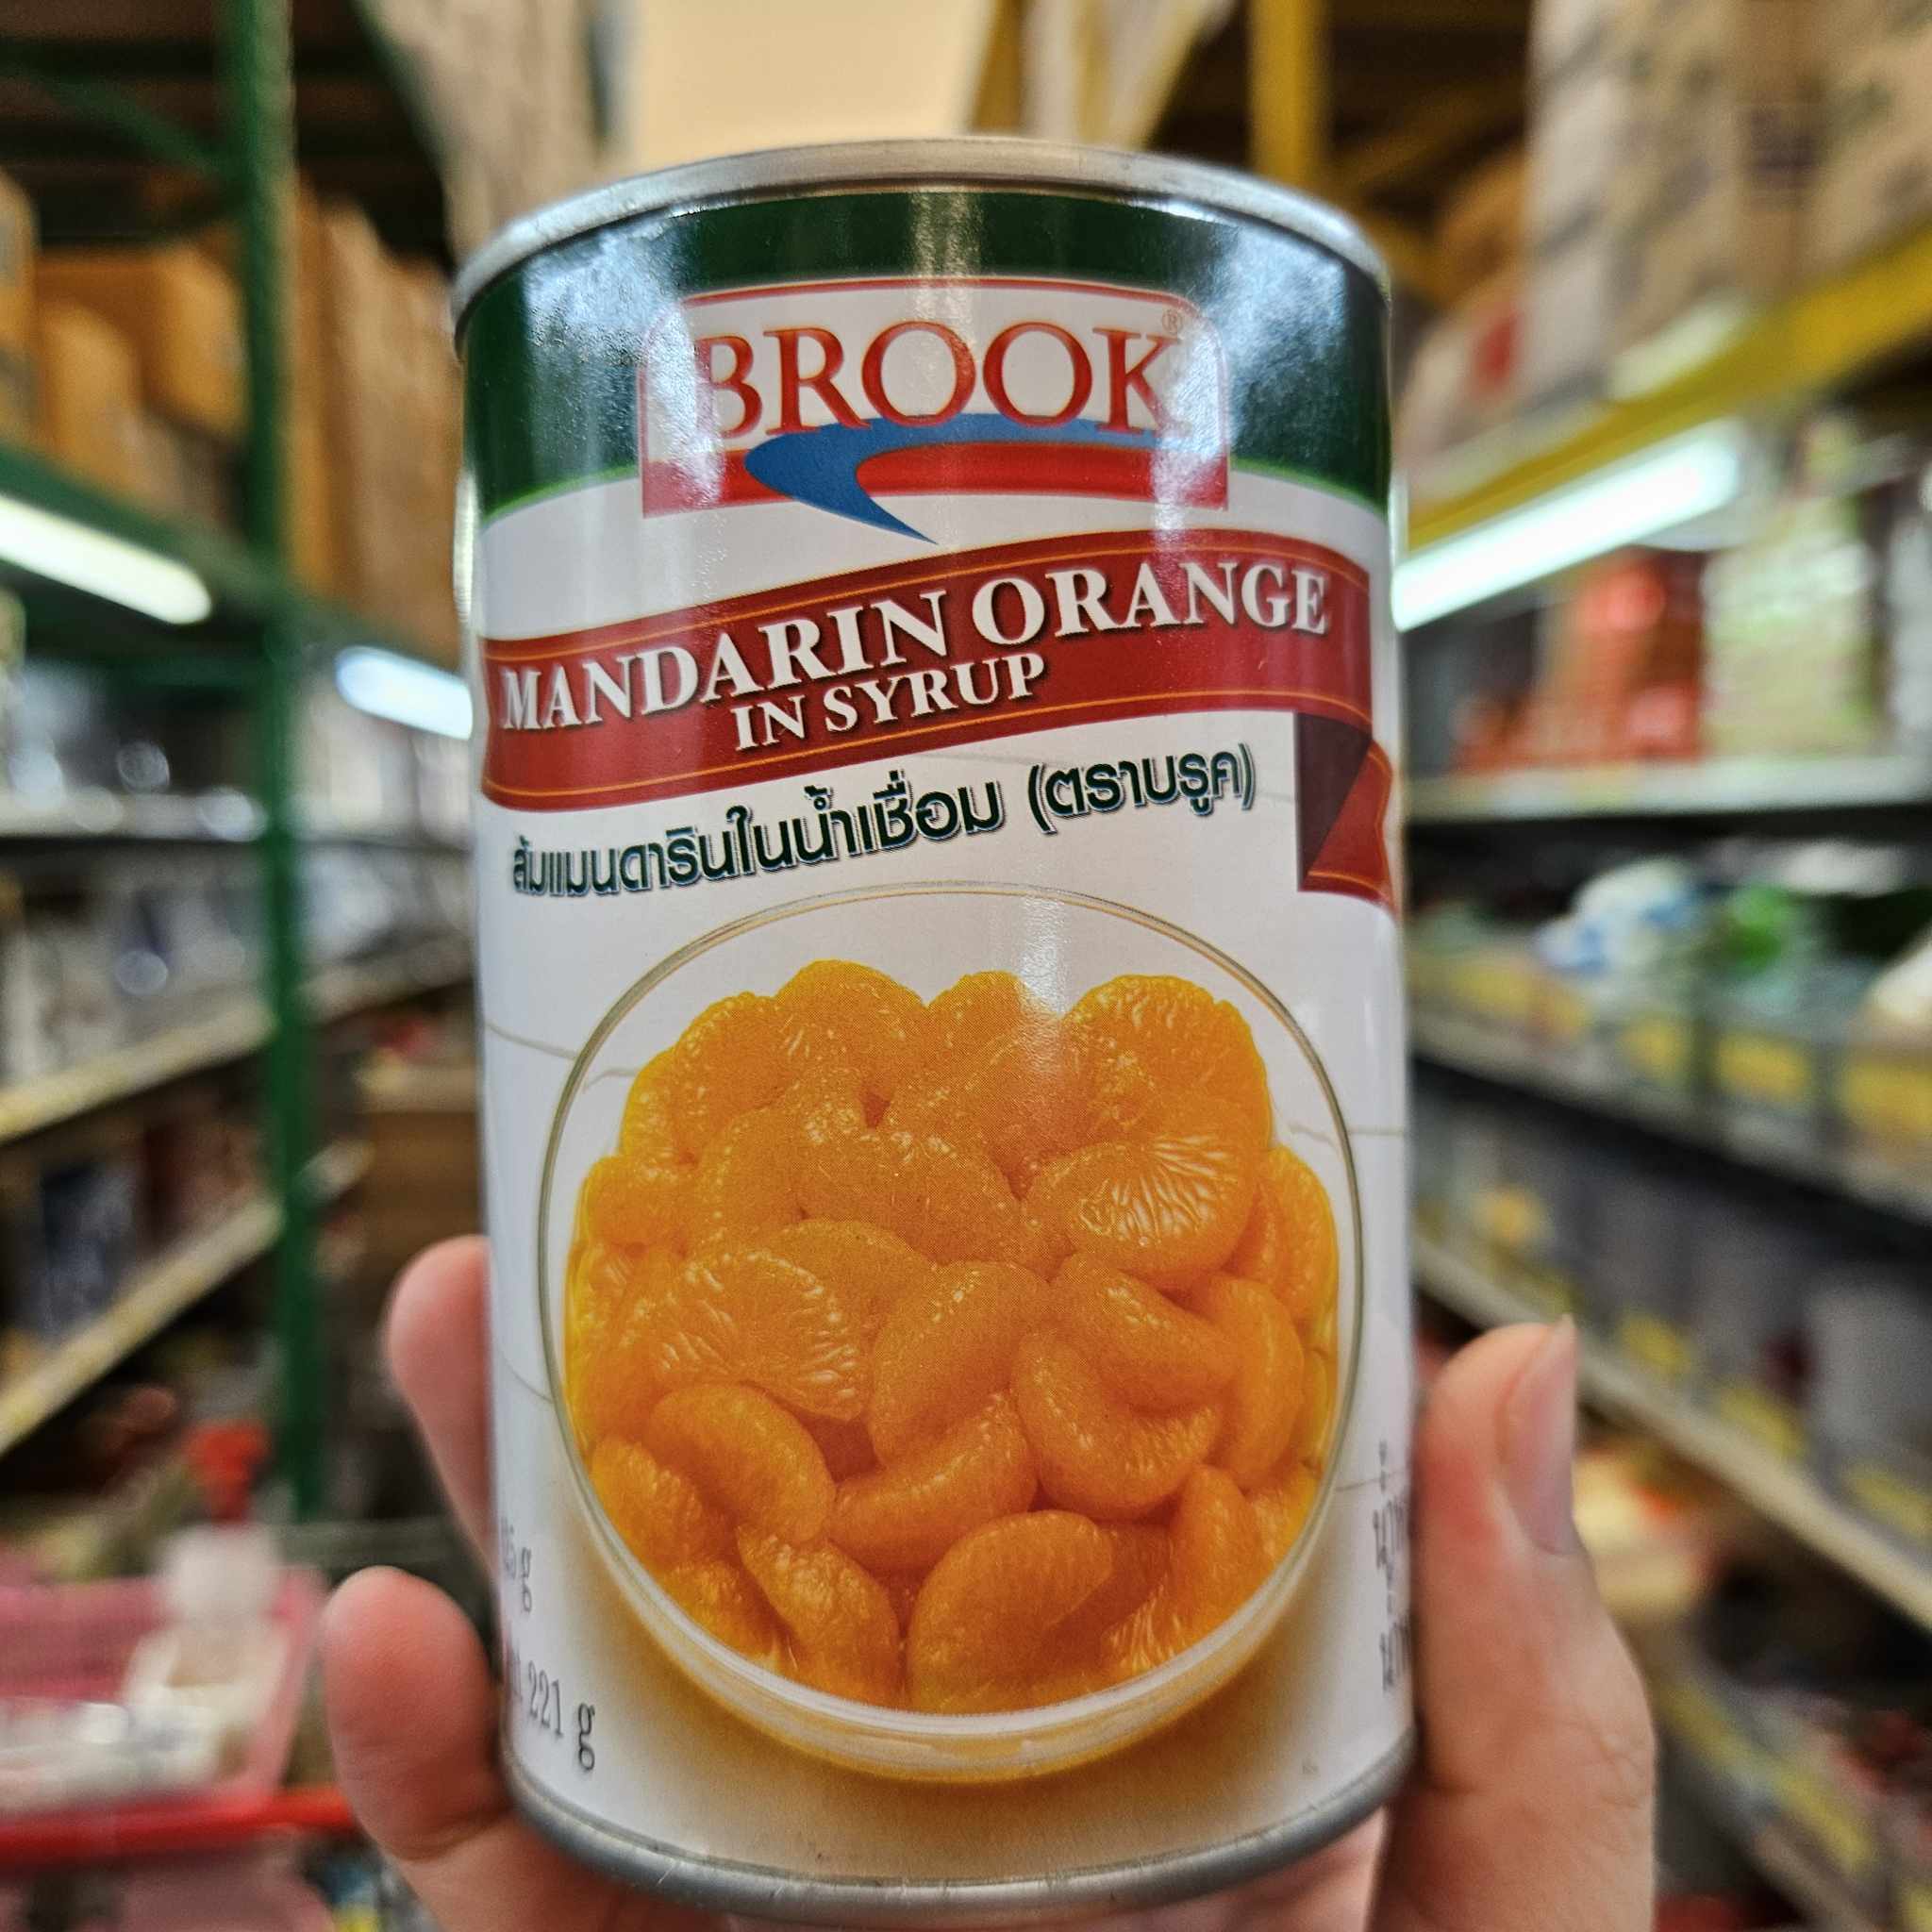 BROOK®
MANDARIN ORANGE
IN SYRUP
ส้มแมนดารินในน้ำเชื่อม (ตราบรูค)
g
221 g